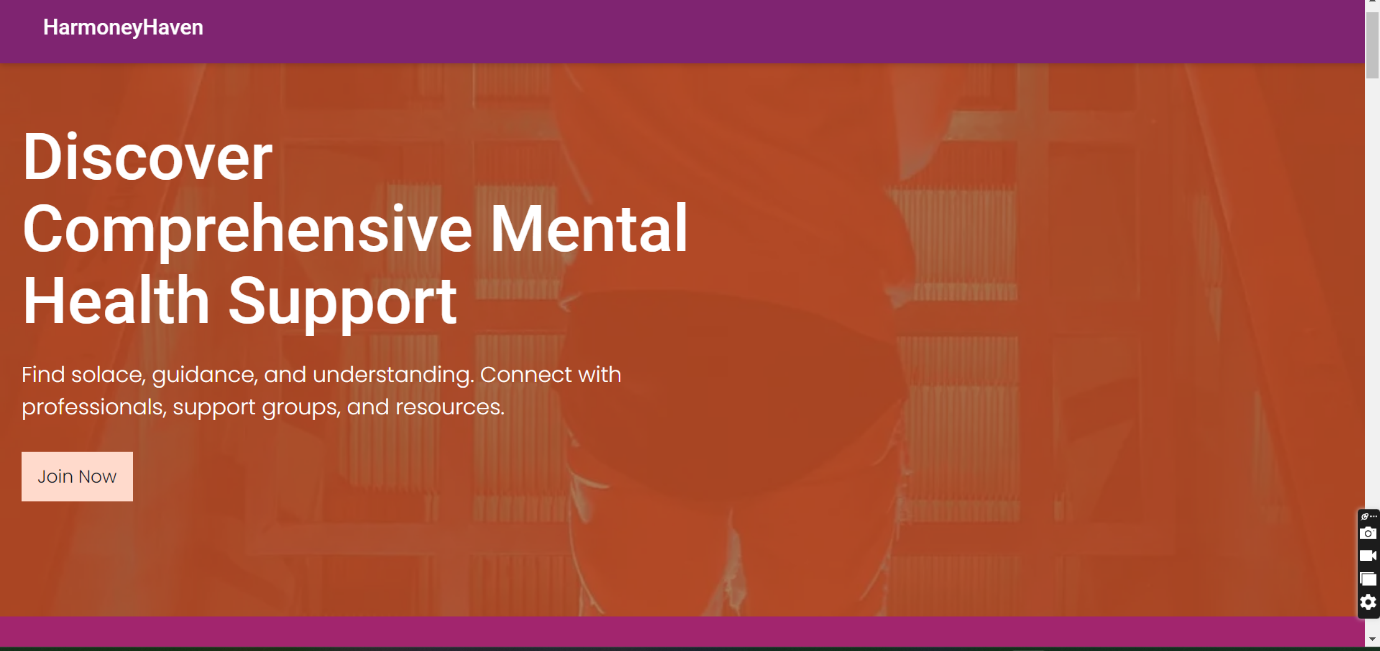 HarmoneyHaven
Discover
Comprehensive Mental
Health Support
Find solace, guidance, and understanding. Connect with
professionals, support groups, and resources.
Join Now